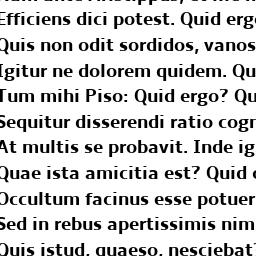 Efficiens dici potest. Quid erg
Quis non odit sordidos, vanos
Igitur ne dolorem quidem. Qu
Tum mihi Piso: Quid ergo? Qu
Sequitur disserendi ratio cogn
At multis se probavit. Inde ig
Quae ista amicitia est? Quid
Occultum facinus esse potuer
Sed in rebus apertissimis nim
Quis istud, quaeso, nesciebat?